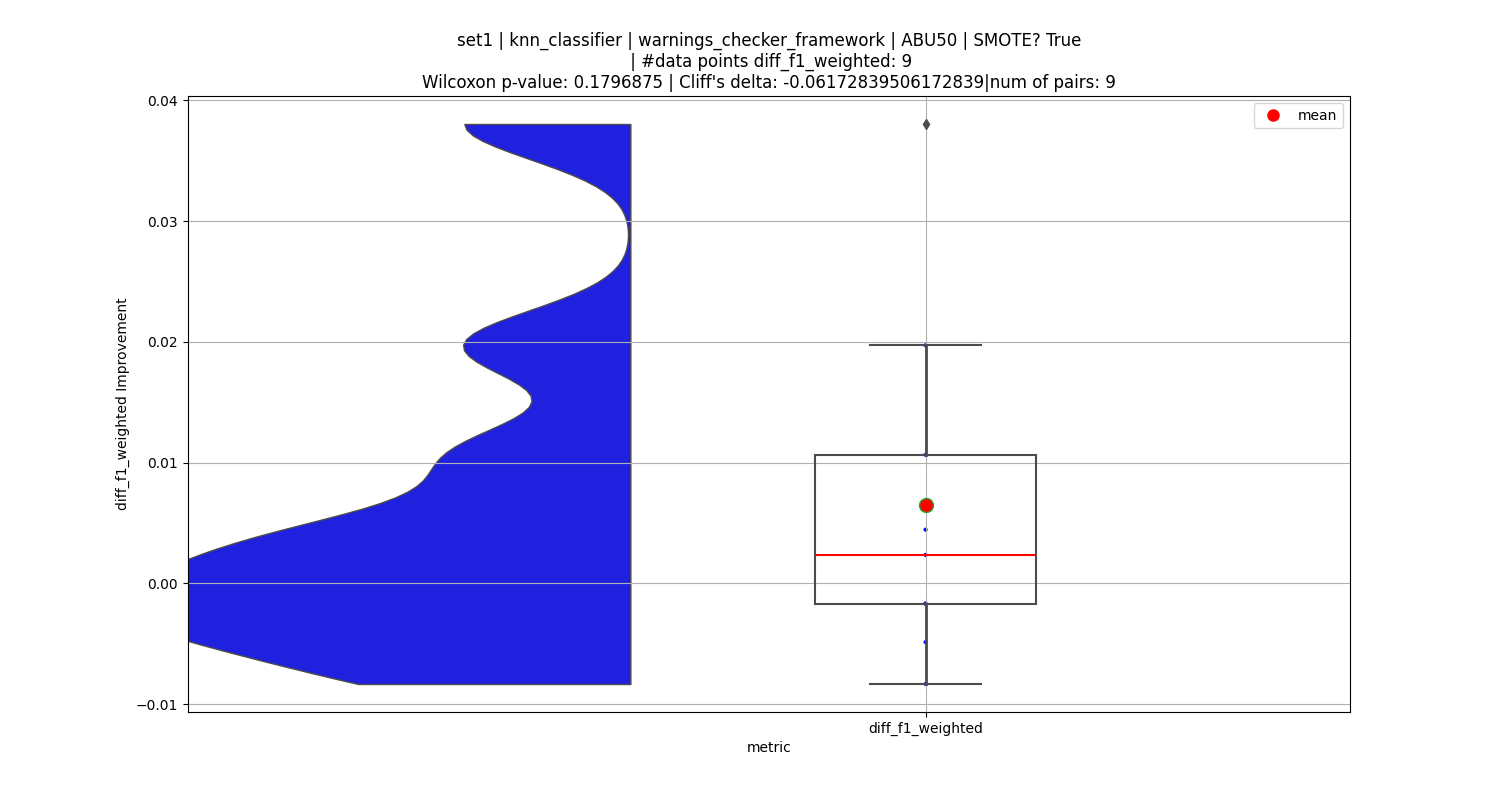 set1 | knn_classifier | warnings_checker_framework | ABU50 | SMOTE? True
| #data points diff_f1_weighted: 9
Wilcoxon p-value: 0.1796875 | Cliff's delta: -0.06172839506172839|num of pairs: 9
mean
0.04
0.03
0.02
0.01
0.00
−0.01
diff_f1_weighted Improvement
diff_f1_weighted
metric